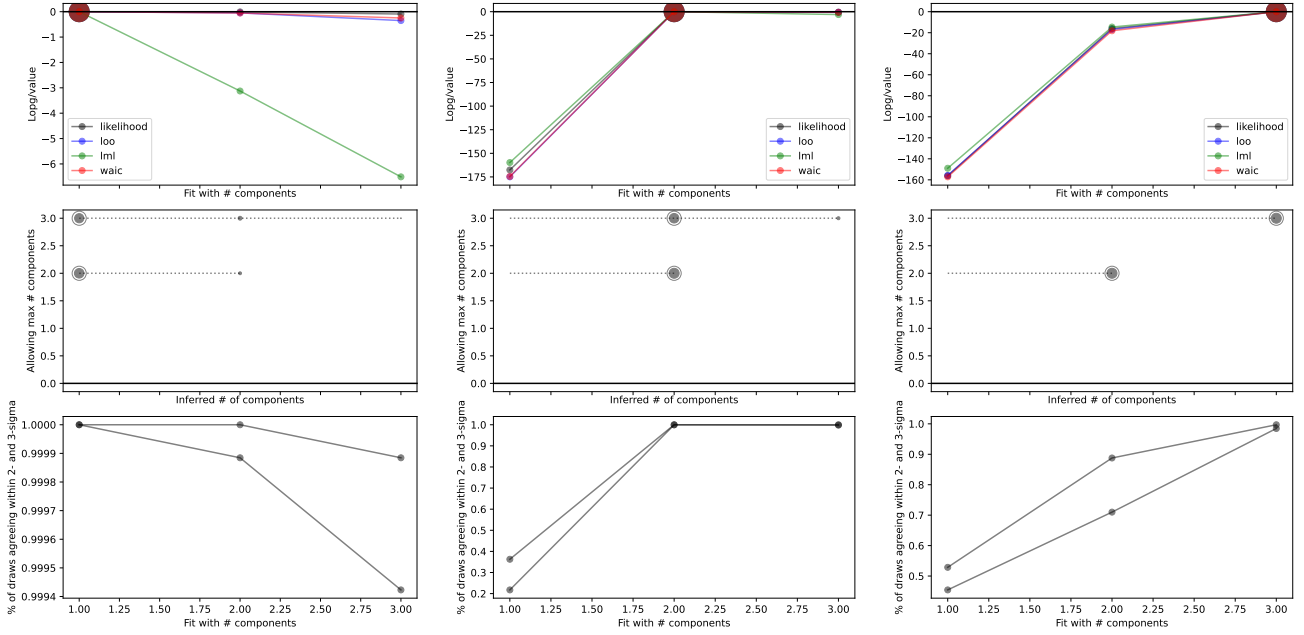 0
−1
−2
−3
−4
−5
−6
Lopg/value
likelihood
loo
lml
waic
Fit with # components
0
−25
−50
−75
−100
−125
−150
−175
Lopg/value
likelihood
loo
lml
waic
Fit with # components
0
−20
−40
−60
−80
−100
−120
−140
−160
Lopg/value
likelihood
loo
lml
waic
Fit with # components
3.0
2.5
2.0
1.5
1.0
0.5
0.0
Allowing max # components
Inferred # of components
3.0
2.5
2.0
1.5
1.0
0.5
0.0
Allowing max # components
Inferred # of components
3.0
2.5
2.0
1.5
1.0
0.5
0.0
Allowing max # components
Inferred # of components
1.0000
0.9999
0.9998
0.9997
0.9996
0.9995
0.9994
% of draws agreeing within 2- and 3-sigma
1.00 1.25 1.50 1.75 2.00 2.25 2.50 2.75 3.00
Fit with # components
1.0
0.9
0.8
0.7
0.6
0.5
0.4
0.3
0.2
% of draws agreeing within 2- and 3-sigma
1.00 1.25 1.50 1.75 2.00 2.25 2.50 2.75 3.00
Fit with # components
1.0
0.9
0.8
0.7
0.6
0.5
% of draws agreeing within 2- and 3-sigma
1.00 1.25 1.50 1.75 2.00 2.25 2.50 2.75 3.00
Fit with # components